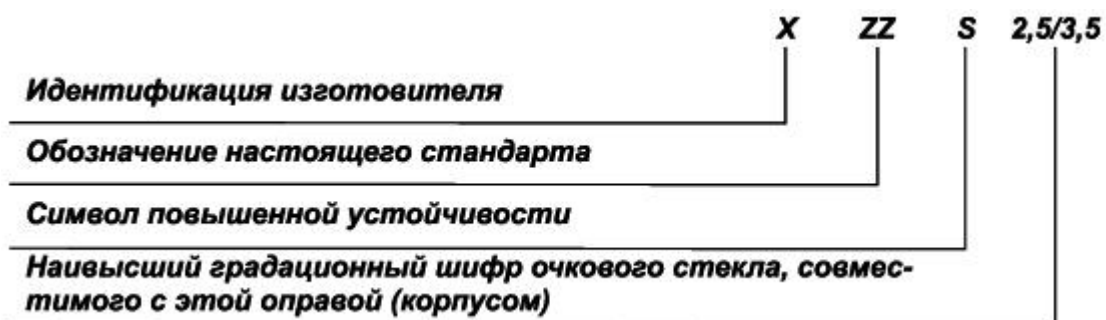 X ZZ S 2,5/3,5
Идентификация изготовителя
Обозначение настоящего стандарта
Символ повышенной устойчивости
Наивысший градационный шифр очкового стекла, совмес-
тимого с этой оправой (корпусом)